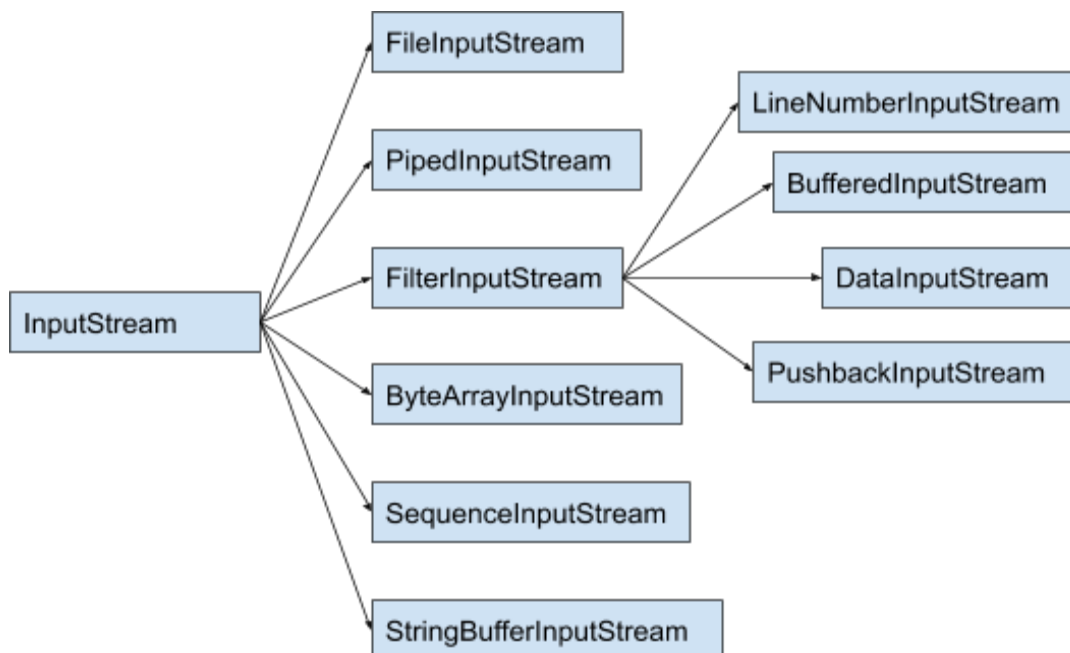 InputStream
FileInputStream
PipedInputStream
FilterInputStream
ByteArrayInputStream
SequenceInputStream
StringBufferInputStream
LineNumberInputStream
BufferedInputStream
DataInputStream
PushbackInputStream